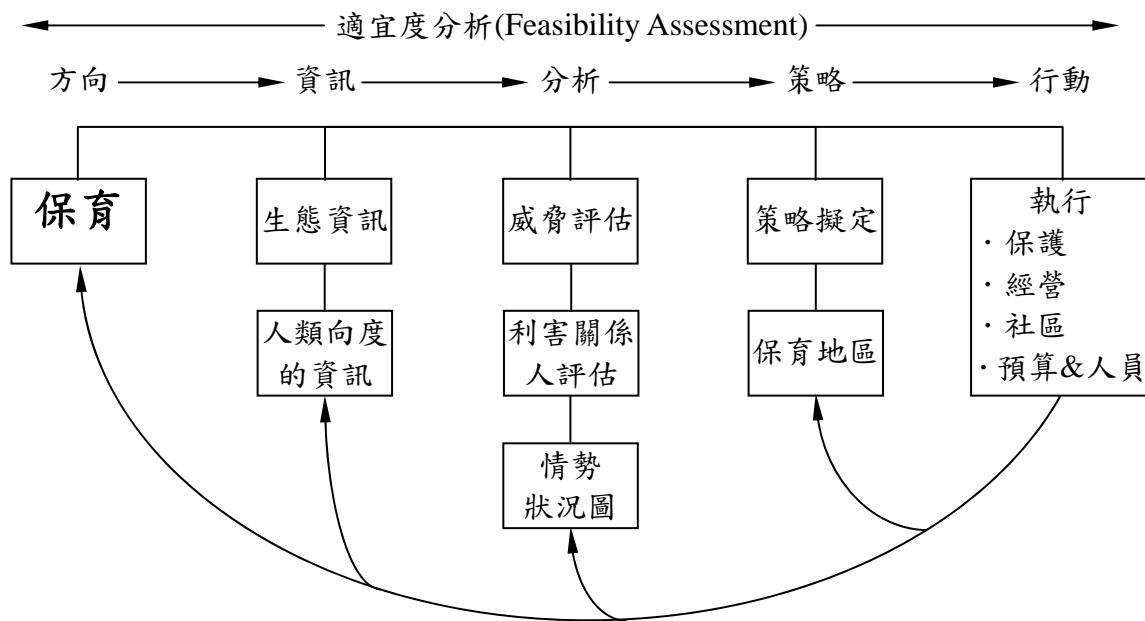 適宜度分析(Feasibility Assessment)
方向 資訊 分析 策略 行動
保育
生態資訊
人類向度
的資訊
威脅評估
利害關係
人評估
情勢
狀況圖
策略擬定
保育地區
執行
·保護
·經營
·社區
·預算&人員